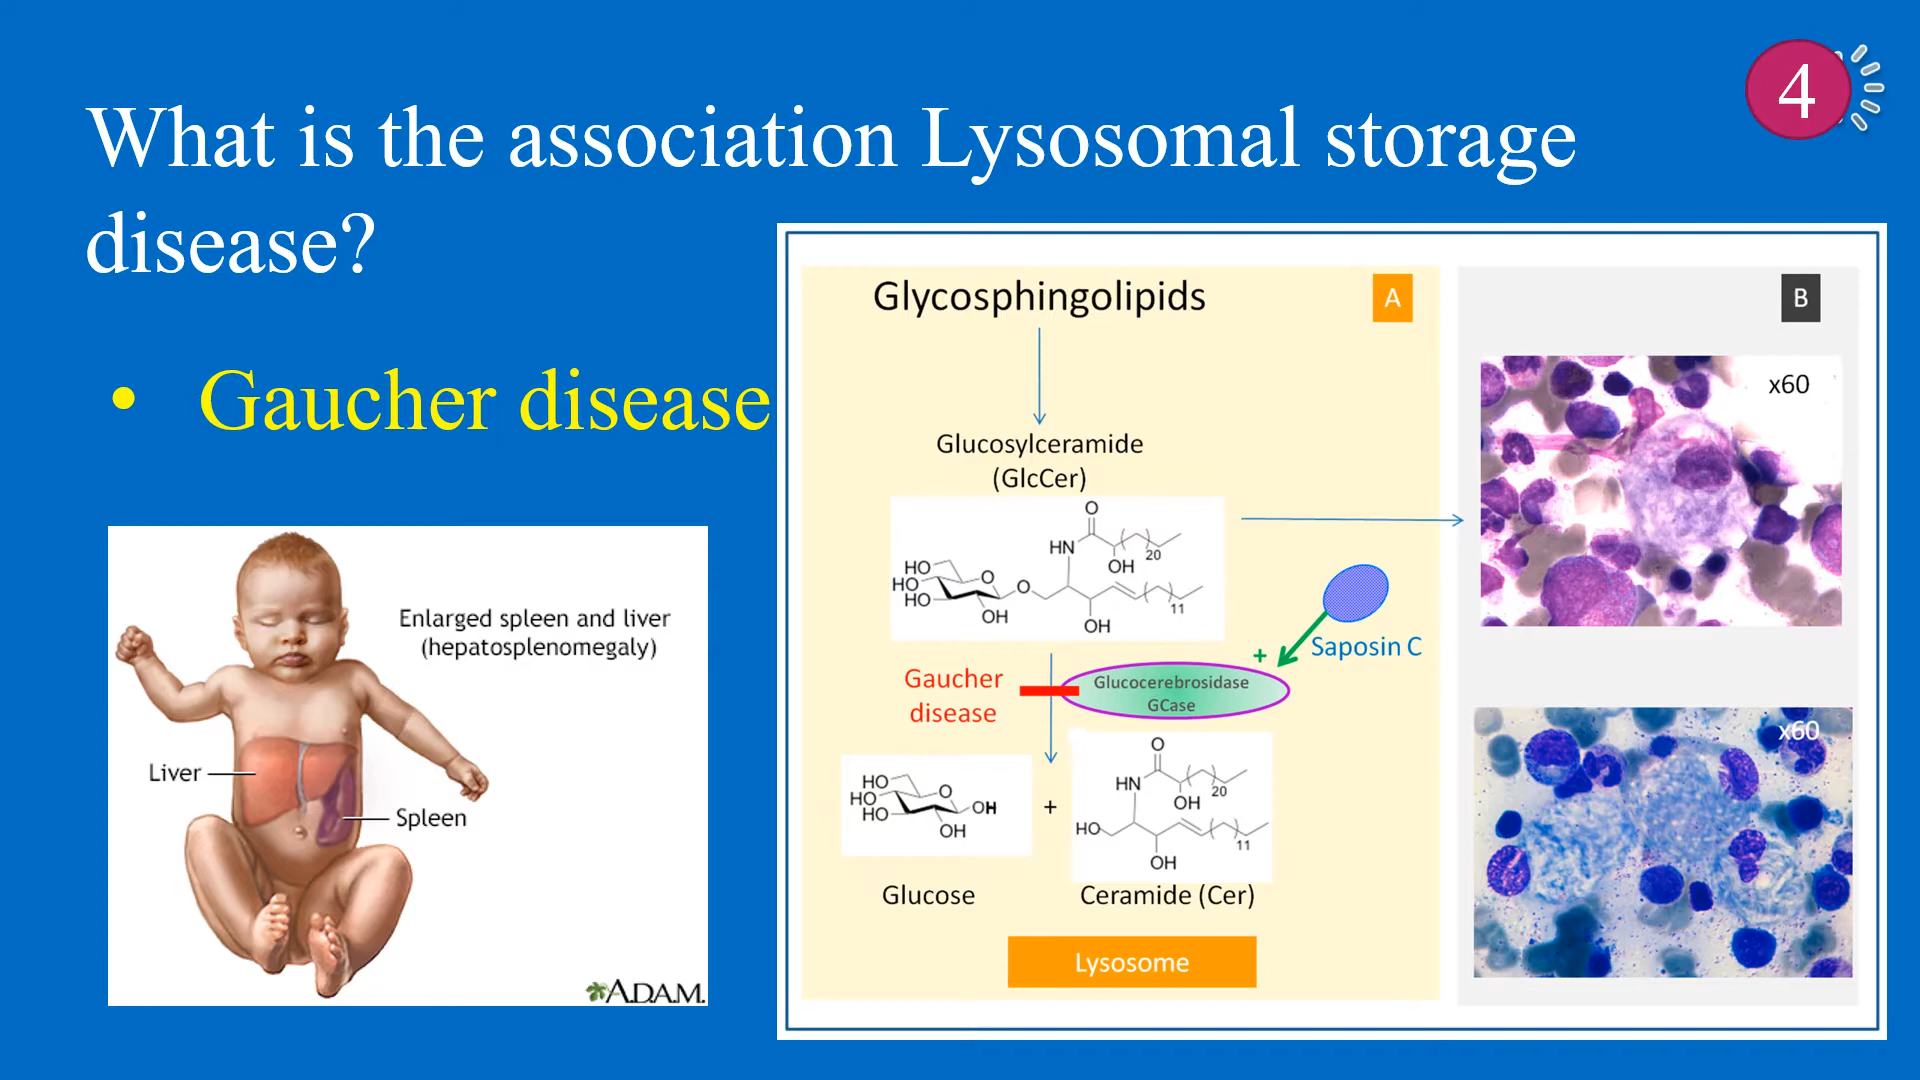 4
What is the association Lysosomal storage
disease?
• Gaucher disease
Enlarged spleen and liver
(hepatosplenomegaly)
Liver
Spleen
A.D.A.M.
Glycosphingolipids
A
Glucosylceramide
(GlcCer)
O
HN
20
OH
HO
HO
HO
O
O
OH
11
OH
Saposin C
+
Gaucher
disease
Glucocerebrosidase
GCase
HO
HO
HO
O
OH
OH
+
O
HN
20
OH
HO
11
OH
Glucose
Ceramide (Cer)
Lysosome
B
x60
x60